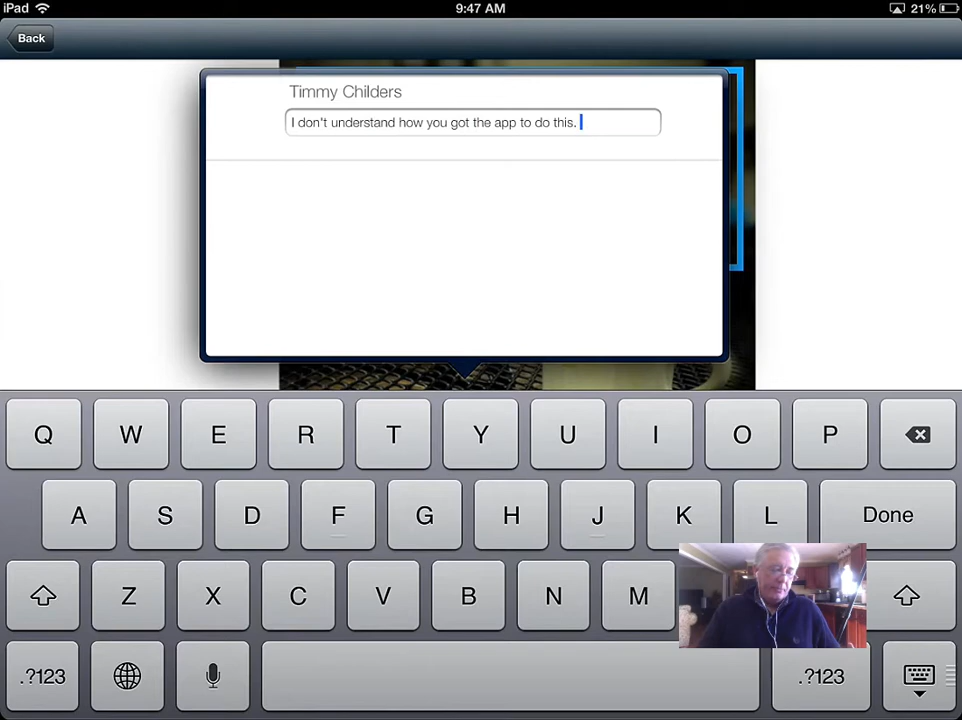 iPad 9:47 AM 21%
Back
Timmy Childers
I don't understand how you got the app to do this.
Q W E R T Y U I O P
A S D F G H J K L Done
Z X C V B N M
.?123 .?123